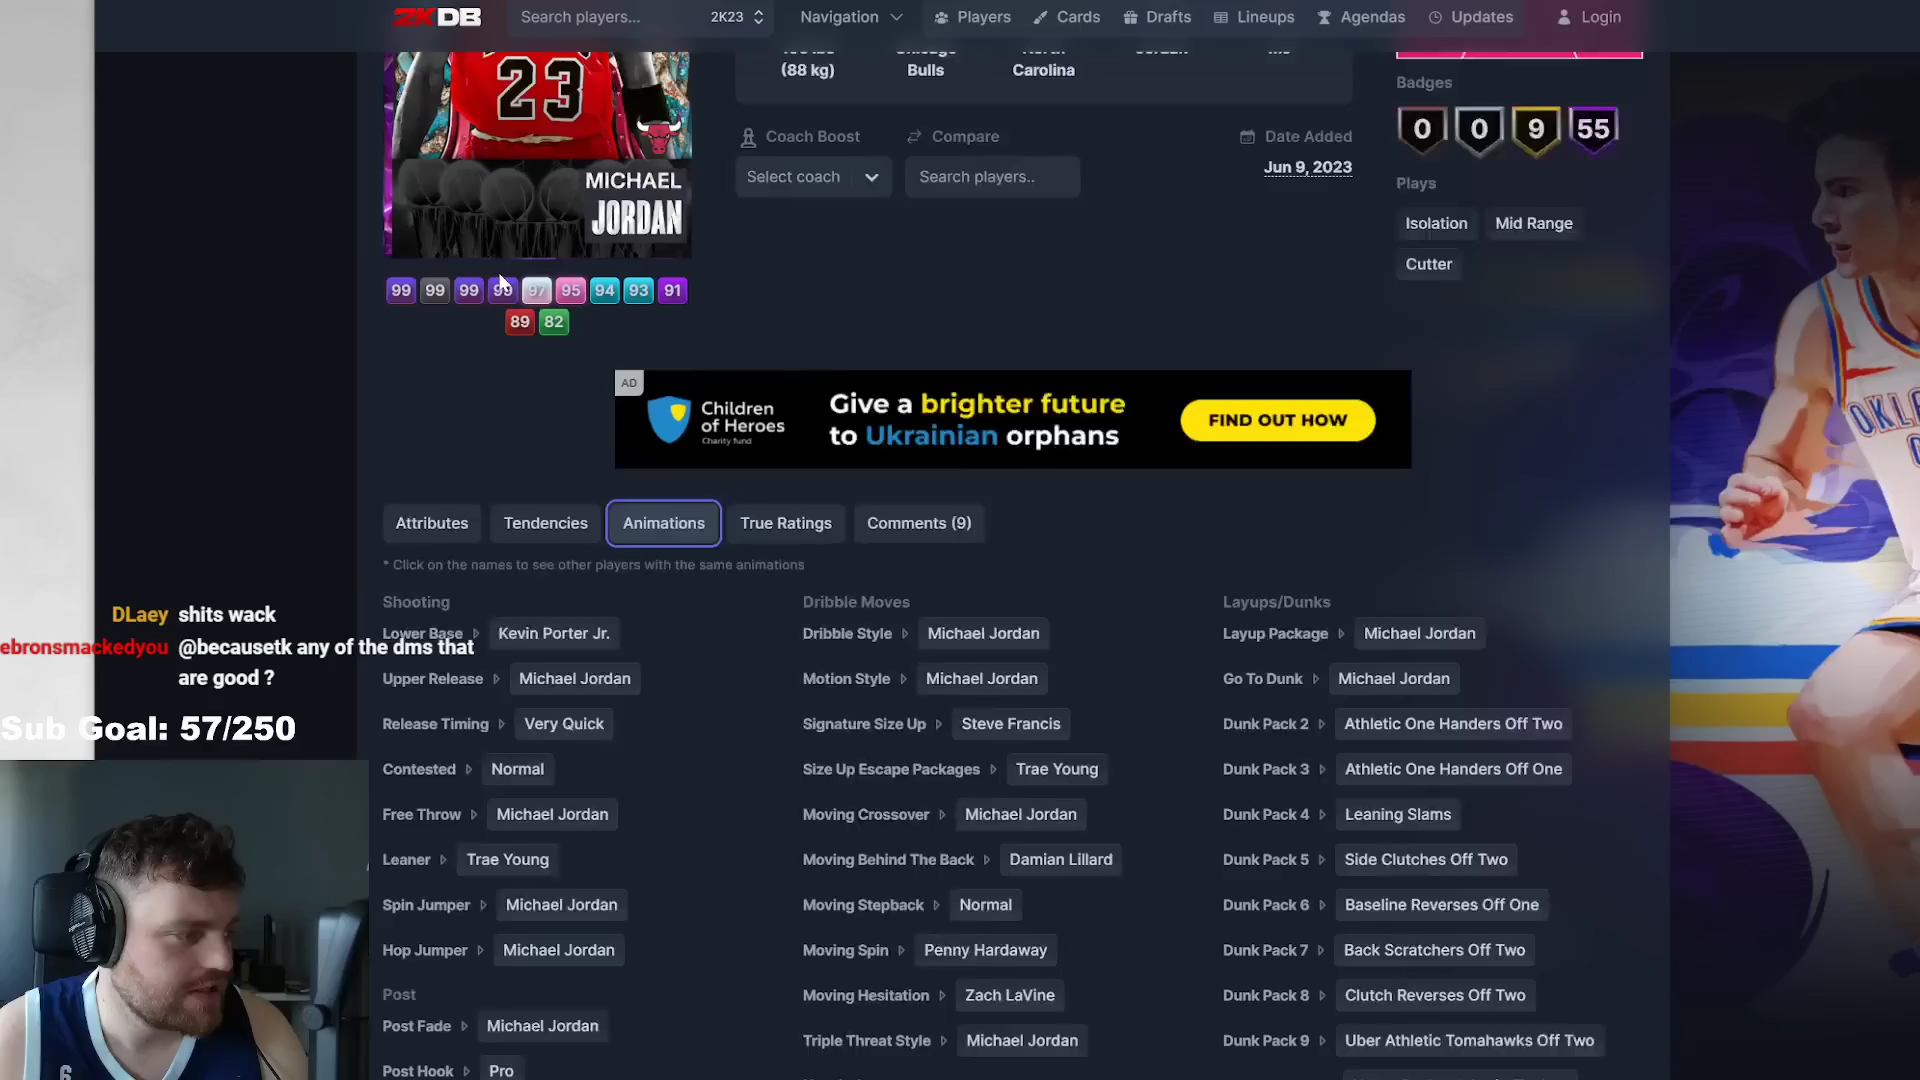 2KDB Search players... 2K23 Navigation Players Cards Drafts Lineups Agendas Updates Login
(88 kg) Chicago Bulls North Carolina Jordan
23
MICHAEL
JORDAN
99 99 99 99 97 95 94 93 91
89 82
Coach Boost Compare Date Added
Select coach Search players.. Jun 9, 2023
Badges
0 0 9 55
Plays
Isolation Mid Range
Cutter
AD
Children of Heroes
Charity fund
Give a brighter future
to Ukrainian orphans
FIND OUT HOW
Attributes Tendencies Animations True Ratings Comments (9)
* Click on the names to see other players with the same animations
Shooting
Lower Base Kevin Porter Jr.
Upper Release Michael Jordan
Release Timing Very Quick
Contested Normal
Free Throw Michael Jordan
Leaner Trae Young
Spin Jumper Michael Jordan
Hop Jumper Michael Jordan
Post
Post Fade Michael Jordan
Post Hook Pro
Dribble Moves
Dribble Style Michael Jordan
Motion Style Michael Jordan
Signature Size Up Steve Francis
Size Up Escape Packages Trae Young
Moving Crossover Michael Jordan
Moving Behind The Back Damian Lillard
Moving Stepback Normal
Moving Spin Penny Hardaway
Moving Hesitation Zach LaVine
Triple Threat Style Michael Jordan
Layups/Dunks
Layup Package Michael Jordan
Go To Dunk Michael Jordan
Dunk Pack 2 Athletic One Handers Off Two
Dunk Pack 3 Athletic One Handers Off One
Dunk Pack 4 Leaning Slams
Dunk Pack 5 Side Clutches Off Two
Dunk Pack 6 Baseline Reverses Off One
Dunk Pack 7 Back Scratchers Off Two
Dunk Pack 8 Clutch Reverses Off Two
Dunk Pack 9 Uber Athletic Tomahawks Off Two
DLaey shits wack
ebronsmackedyou @becausetk any of the dms that
are good ?
Sub Goal: 57/250
6